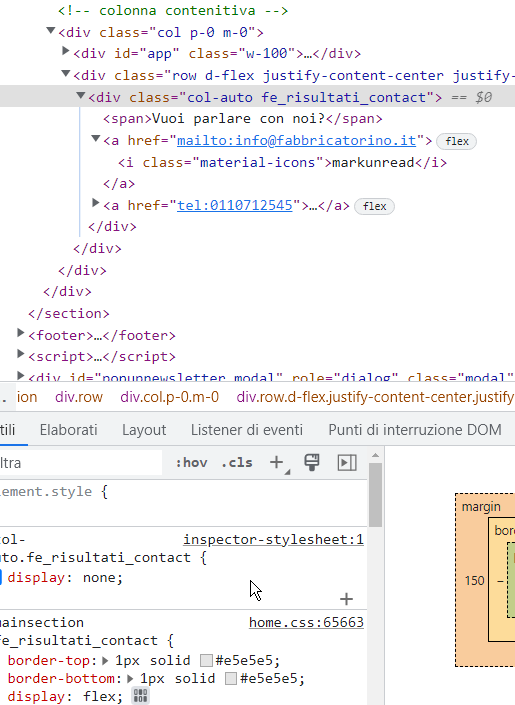 <!-- colonna contenitiva -->
<div class="col p-0 m-0">
<div id="app" class="w-100">…</div>
<div class="row d-flex justify-content-center justify-
<div class="col-auto fe_risultati_contact"> == $0
<span>Vuoi parlare con noi?</span>
<a href="mailto:info@fabbricatorino.it"> flex
<i class="material-icons">markunread</i>
</a>
<a href="tel:0110712545">…</a> flex
</div>
</div>
</div>
</div>
</section>
<footer>…</footer>
<script>…</script>
<div id="popupnewsletter_modal" role="dialog" class="modal"
… ion div.row div.col.p-0.m-0 div.row.d-flex.justify-content-center.justify
tili Elaborati Layout Listener di eventi Punti di interruzione DOM
ltra :hov .cls +
lement.style {
ol- inspector-stylesheet:1
uto.fe_risultati_contact {
display: none;
+
ainsection home.css:65663
fe_risultati_contact {
border-top: 1px solid #e5e5e5;
border-bottom: 1px solid #e5e5e5;
display: flex;
margin
bor
150 –